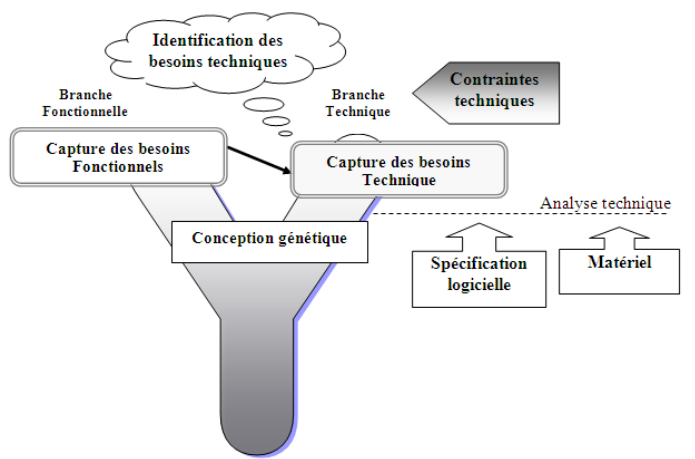 Identification des
besoins techniques
Branche
Fonctionnelle
Branche
Technique
Contraintes
techniques
Capture des besoins
Fonctionnels
Capture des besoins
Technique
Analyse technique
Conception génétique
Spécification
logicielle
Matériel